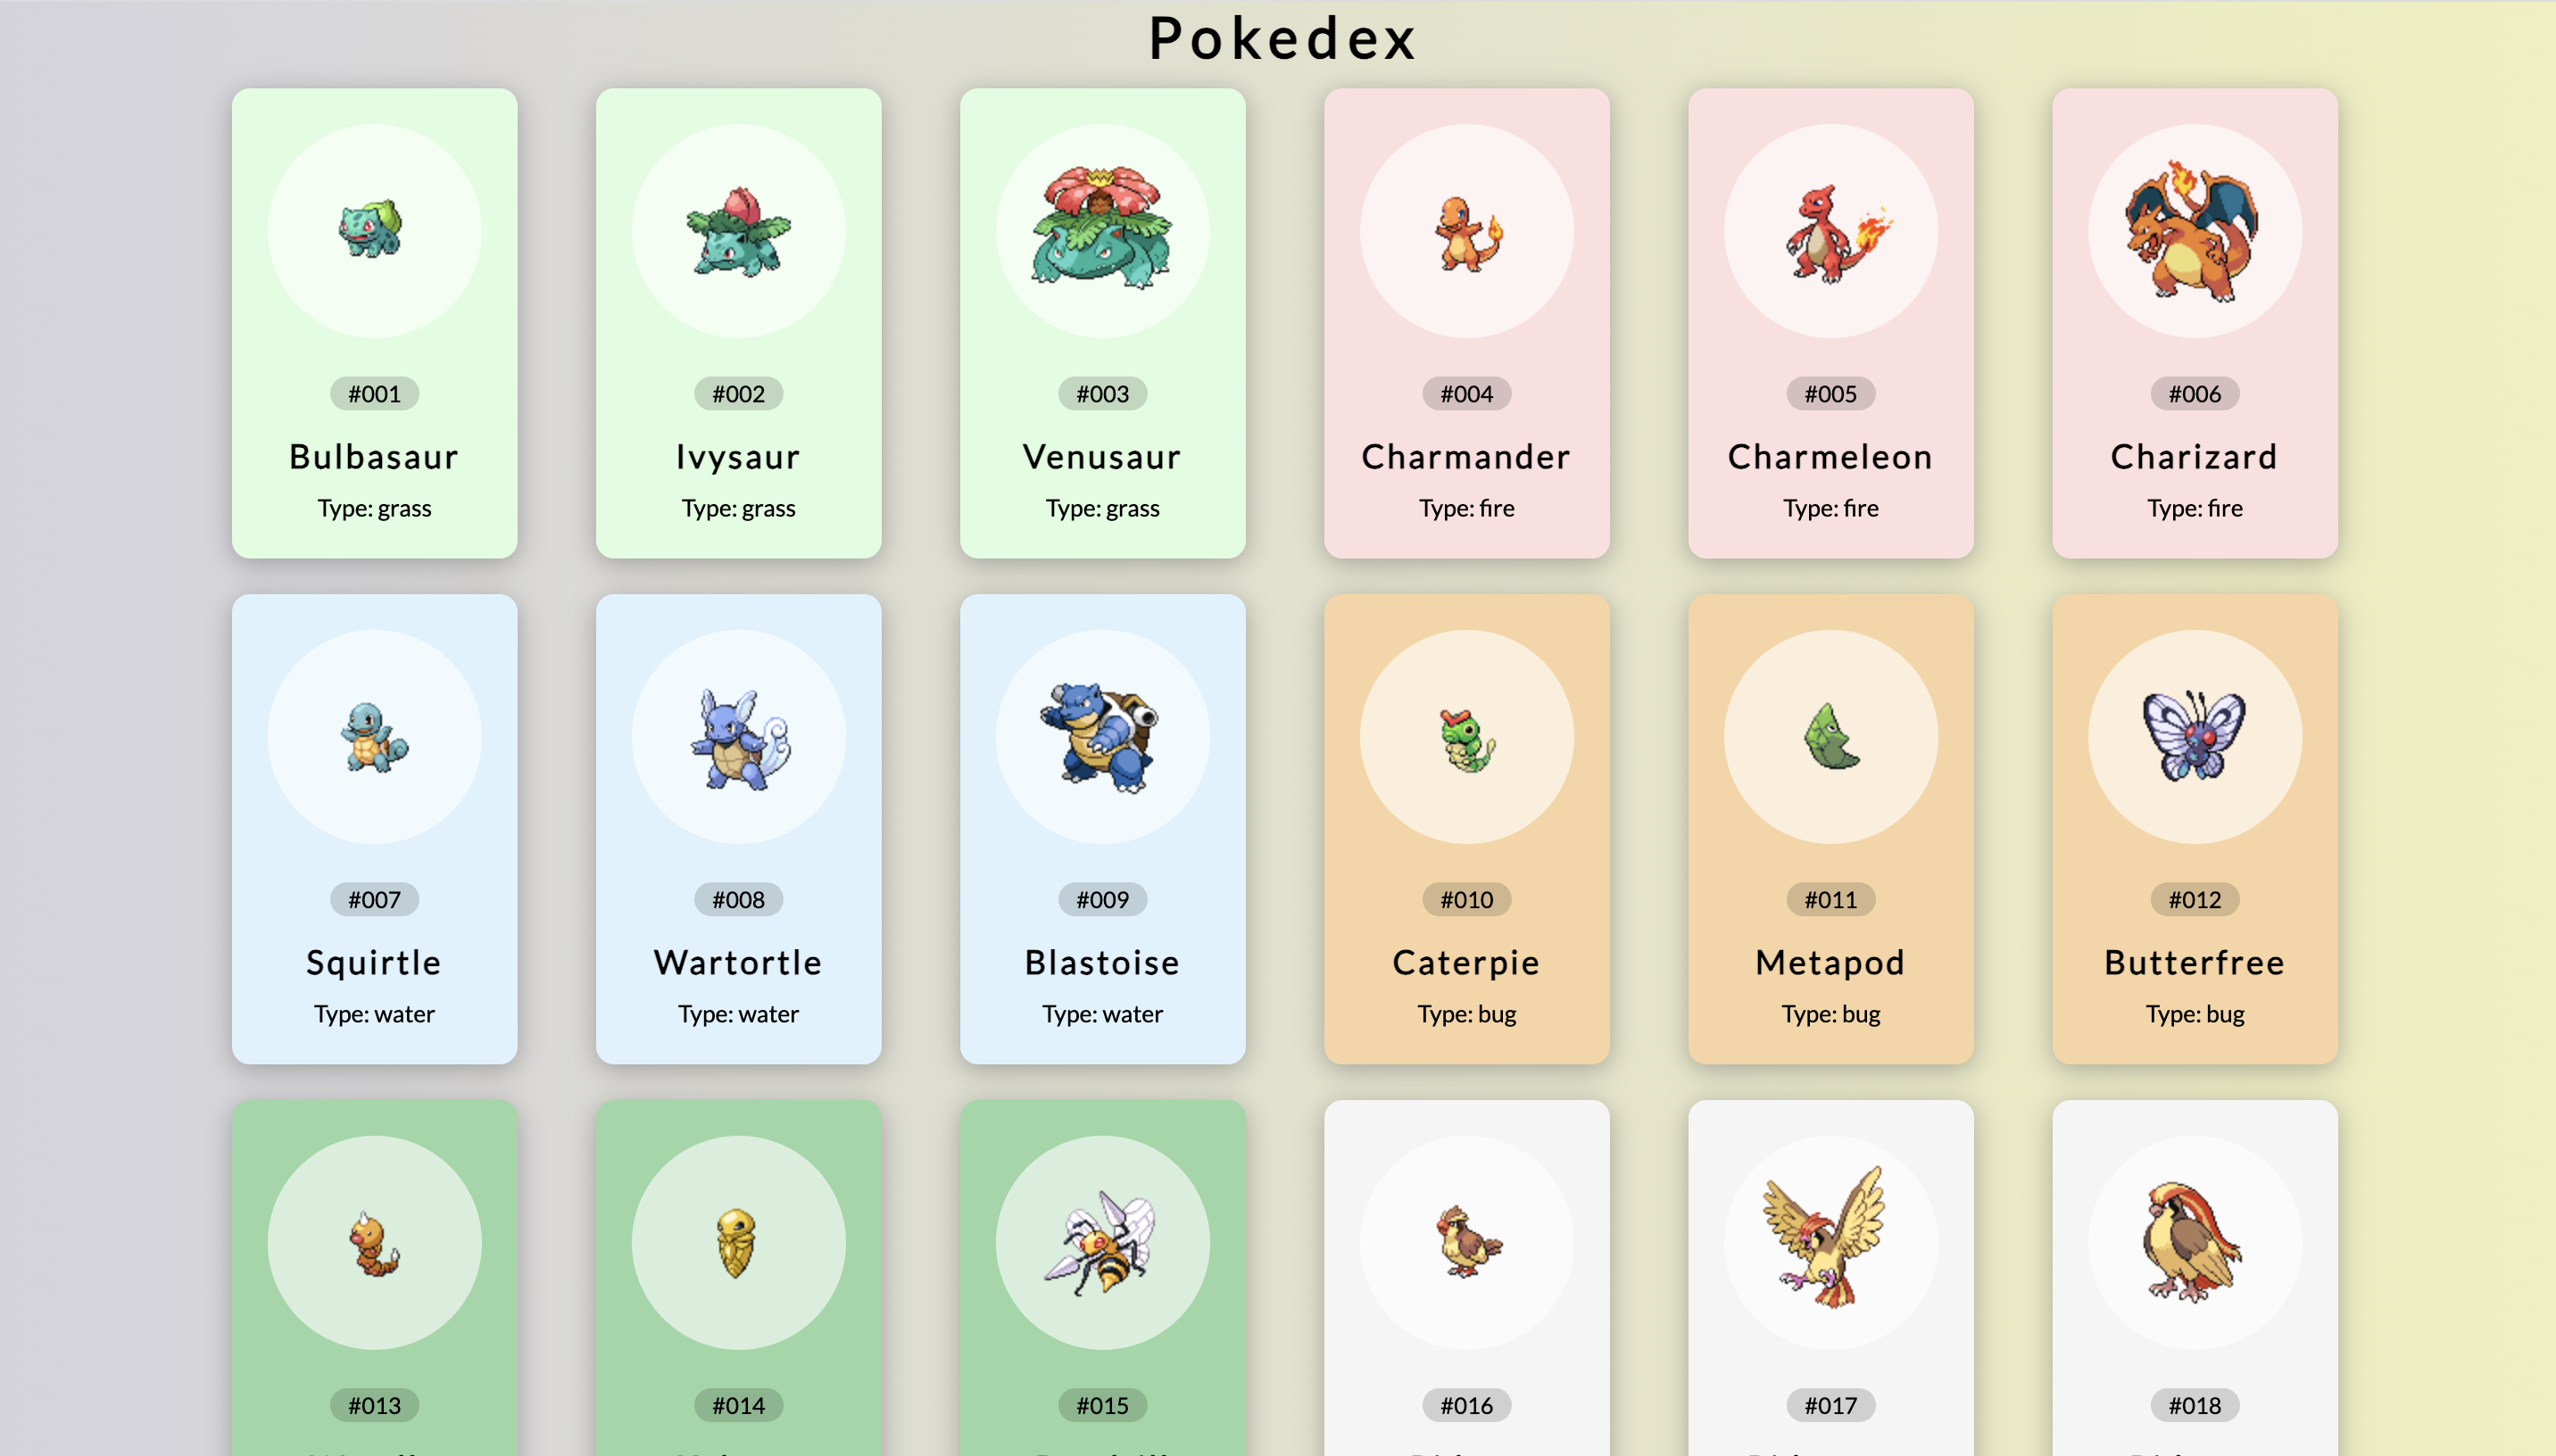 Pokedex
#001
Bulbasaur
Type: grass
#002
Ivysaur
Type: grass
#003
Venusaur
Type: grass
#004
Charmander
Type: fire
#005
Charmeleon
Type: fire
#006
Charizard
Type: fire
#007
Squirtle
Type: water
#008
Wartortle
Type: water
#009
Blastoise
Type: water
#010
Caterpie
Type: bug
#011
Metapod
Type: bug
#012
Butterfree
Type: bug
#013
#014
#015
#016
#017
#018